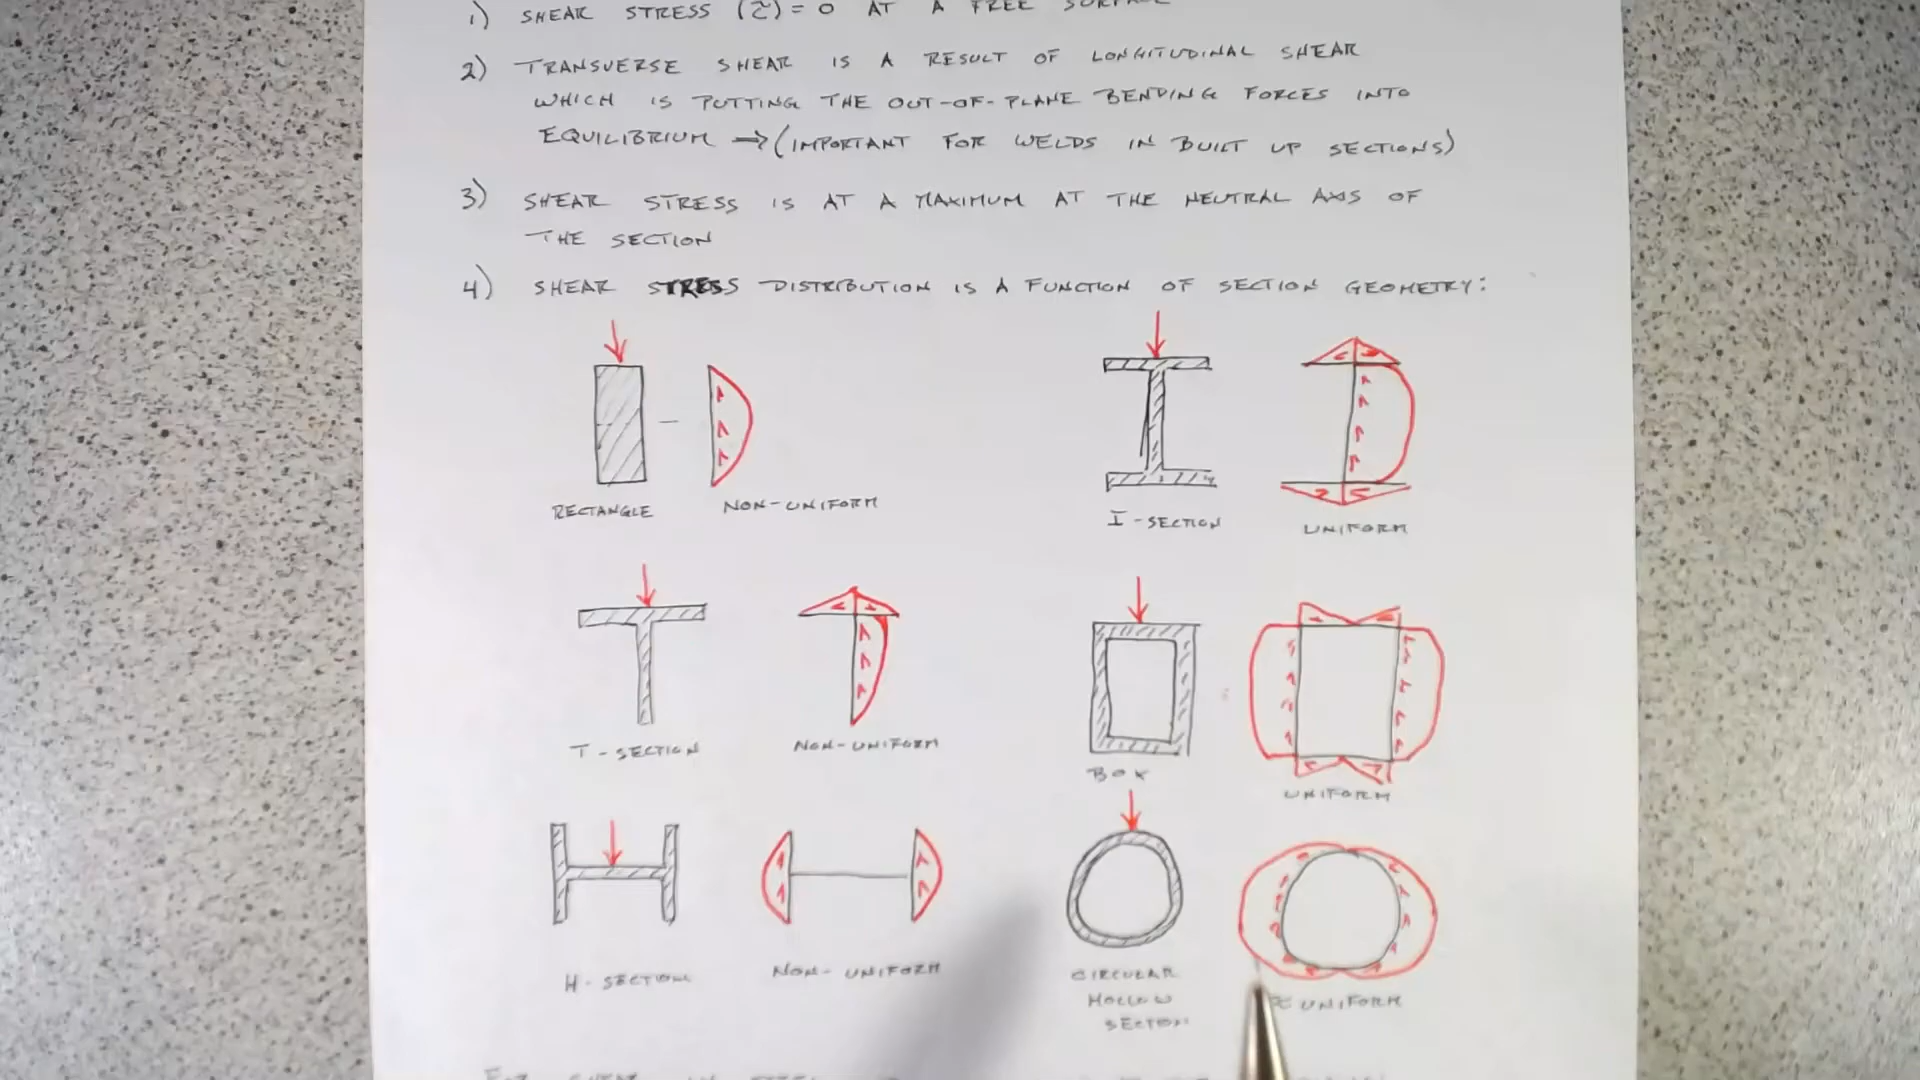 1) SHEAR STRESS (τ) = 0 AT A FREE SURFACE
2) TRANSVERSE SHEAR IS A RESULT OF LONGITUDINAL SHEAR
WHICH IS PUTTING THE OUT-OF-PLANE BENDING FORCES INTO
EQUILIBRIUM → (IMPORTANT FOR WELDS IN BUILT UP SECTIONS)
3) SHEAR STRESS IS AT A MAXIMUM AT THE NEUTRAL AXIS OF
THE SECTION
4) SHEAR STRESS DISTRIBUTION IS A FUNCTION OF SECTION GEOMETRY:
RECTANGLE
NON-UNIFORM
I-SECTION
UNIFORM
T-SECTION
NON-UNIFORM
BOX
UNIFORM
H-SECTION
NON-UNIFORM
CIRCULAR
HOLLOW
SECTION
≈ UNIFORM
FOR SHEAR